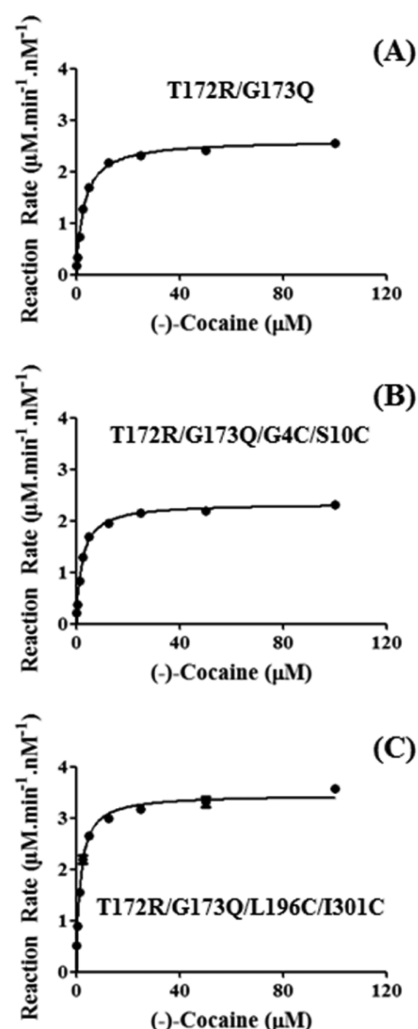 (A)
T172R/G173Q
Reaction Rate (μM.min⁻¹.nM⁻¹)
4
3
2
1
0
0 40 80 120
(-)-Cocaine (μM)
(B)
T172R/G173Q/G4C/S10C
Reaction Rate (μM.min⁻¹.nM⁻¹)
4
3
2
1
0
0 40 80 120
(-)-Cocaine (μM)
(C)
T172R/G173Q/L196C/I301C
Reaction Rate (μM.min⁻¹.nM⁻¹)
4
3
2
1
0
0 40 80 120
(-)-Cocaine (μM)